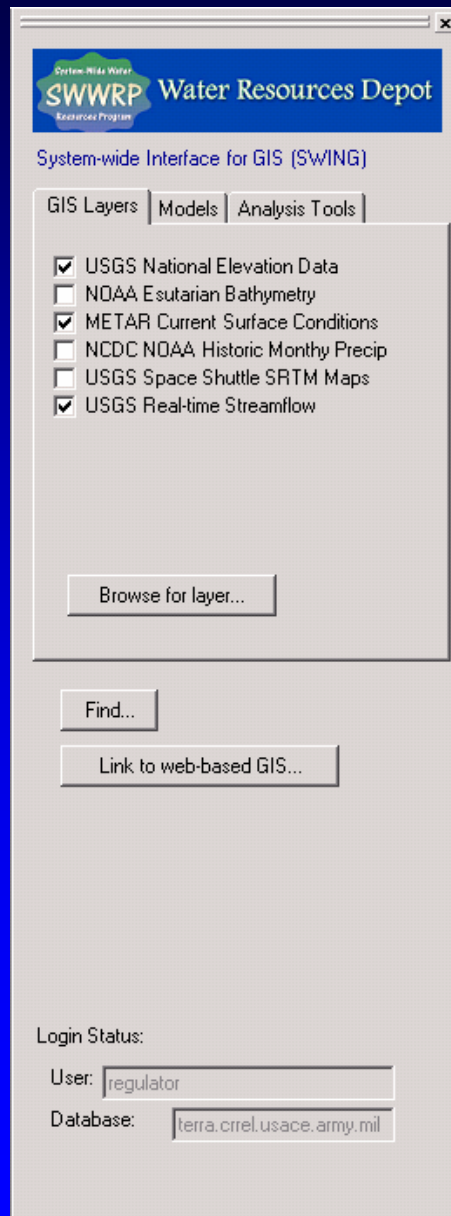 System-Wide Water
SWWRP
Resources Program
Water Resources Depot
System-wide Interface for GIS (SWING)
GIS Layers Models Analysis Tools
USGS National Elevation Data
NOAA Esutarian Bathymetry
METAR Current Surface Conditions
NCDC NOAA Historic Monthy Precip
USGS Space Shuttle SRTM Maps
USGS Real-time Streamflow
Browse for layer...
Find...
Link to web-based GIS...
Login Status:
User: regulator
Database: terra.crrel.usace.army.mil